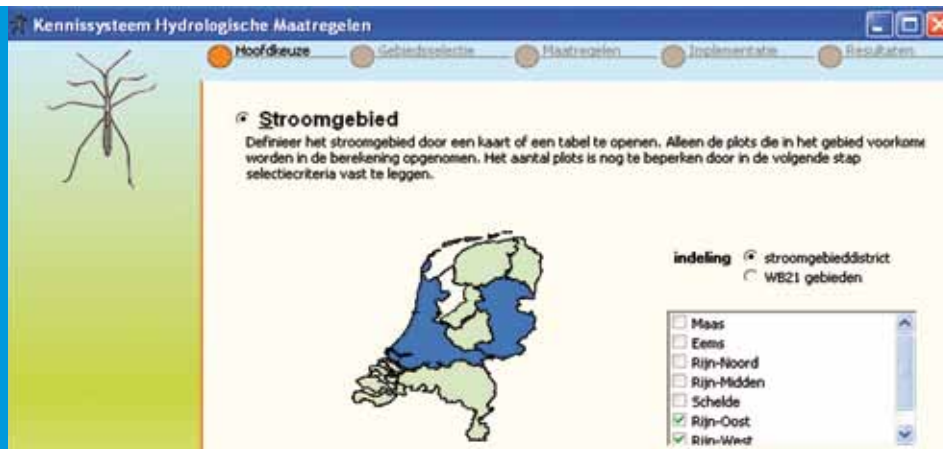 Kennissysteem Hydrologische Maatregelen
Hoofdkeuze Gebiedsselectie Maatregelen Implementatie Resultaten
Stroomgebied
Definieer het stroomgebied door een kaart of een tabel te openen. Alleen de plots die in het gebied voorkome
worden in de berekening opgenomen. Het aantal plots is nog te beperken door in de volgende stap
selectiecriteria vast te leggen.
indeling stroomgebieddistrict
WB21 gebieden
Maas
Eems
Rijn-Noord
Rijn-Midden
Schelde
Rijn-Oost
Rijn-West